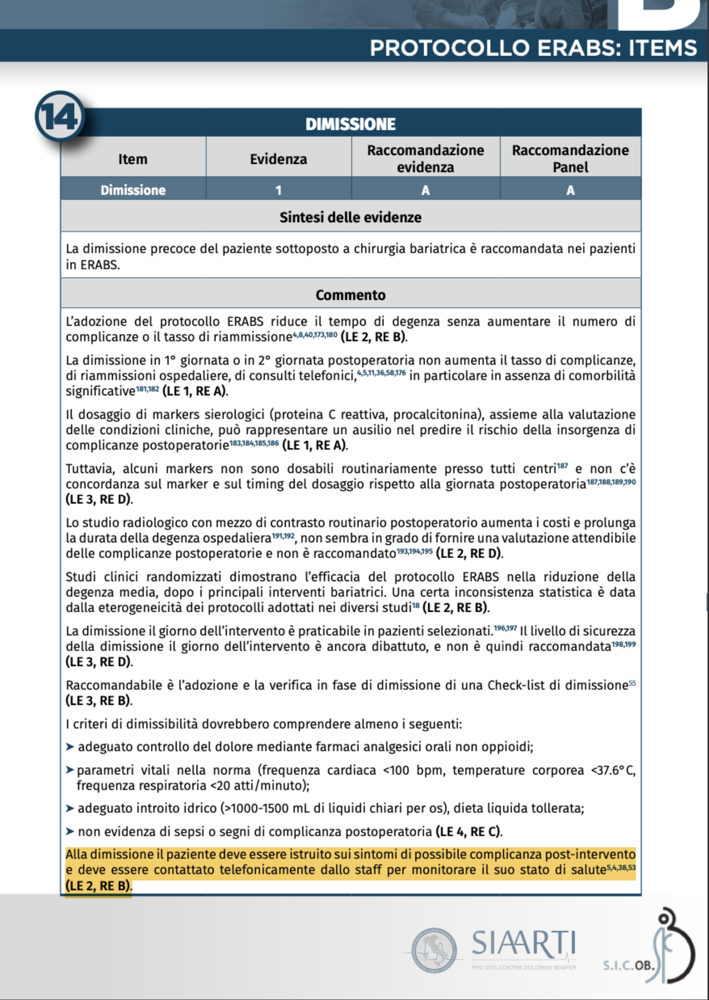 B
PROTOCOLLO ERABS: ITEMS
14
DIMISSIONE
Item
Evidenza
Raccomandazione
evidenza
Raccomandazione
Panel
Dimissione
1
A
A
Sintesi delle evidenze
La dimissione precoce del paziente sottoposto a chirurgia bariatrica è raccomandata nei pazienti
in ERABS.
Commento
L’adozione del protocollo ERABS riduce il tempo di degenza senza aumentare il numero di
complicanze o il tasso di riammissione4,8,40,173,180 (LE 2, RE B).
La dimissione in 1° giornata o in 2° giornata postoperatoria non aumenta il tasso di complicanze,
di riammissioni ospedaliere, di consulti telefonici,4,5,11,36,58,176 in particolare in assenza di comorbilità
significative181,182 (LE 1, RE A).
Il dosaggio di markers sierologici (proteina C reattiva, procalcitonina), assieme alla valutazione
delle condizioni cliniche, può rappresentare un ausilio nel predire il rischio della insorgenza di
complicanze postoperatorie183,184,185,186 (LE 1, RE A).
Tuttavia, alcuni markers non sono dosabili routinariamente presso tutti centri187 e non c’è
concordanza sul marker e sul timing del dosaggio rispetto alla giornata postoperatoria187,188,189,190
(LE 3, RE D).
Lo studio radiologico con mezzo di contrasto routinario postoperatorio aumenta i costi e prolunga
la durata della degenza ospedaliera191,192, non sembra in grado di fornire una valutazione attendibile
delle complicanze postoperatorie e non è raccomandato193,194,195 (LE 2, RE D).
Studi clinici randomizzati dimostrano l’efficacia del protocollo ERABS nella riduzione della
degenza media, dopo i principali interventi bariatrici. Una certa inconsistenza statistica è data
dalla eterogeneicità dei protocolli adottati nei diversi studi18 (LE 2, RE B).
La dimissione il giorno dell’intervento è praticabile in pazienti selezionati.196,197 Il livello di sicurezza
della dimissione il giorno dell’intervento è ancora dibattuto, e non è quindi raccomandata198,199
(LE 3, RE D).
Raccomandabile è l’adozione e la verifica in fase di dimissione di una Check-list di dimissione55
(LE 3, RE B).
I criteri di dimissibilità dovrebbero comprendere almeno i seguenti:
➤ adeguato controllo del dolore mediante farmaci analgesici orali non oppioidi;
➤ parametri vitali nella norma (frequenza cardiaca <100 bpm, temperature corporea <37.6°C,
frequenza respiratoria <20 atti/minuto);
➤ adeguato introito idrico (>1000-1500 mL di liquidi chiari per os), dieta liquida tollerata;
➤ non evidenza di sepsi o segni di complicanza postoperatoria (LE 4, RE C).
Alla dimissione il paziente deve essere istruito sui sintomi di possibile complicanza post-intervento
e deve essere contattato telefonicamente dallo staff per monitorare il suo stato di salute5,4,38,53
(LE 2, RE B).
SIAARTI
PRO VITA CONTRA DOLOREM SEMPER
S.I.C.OB.